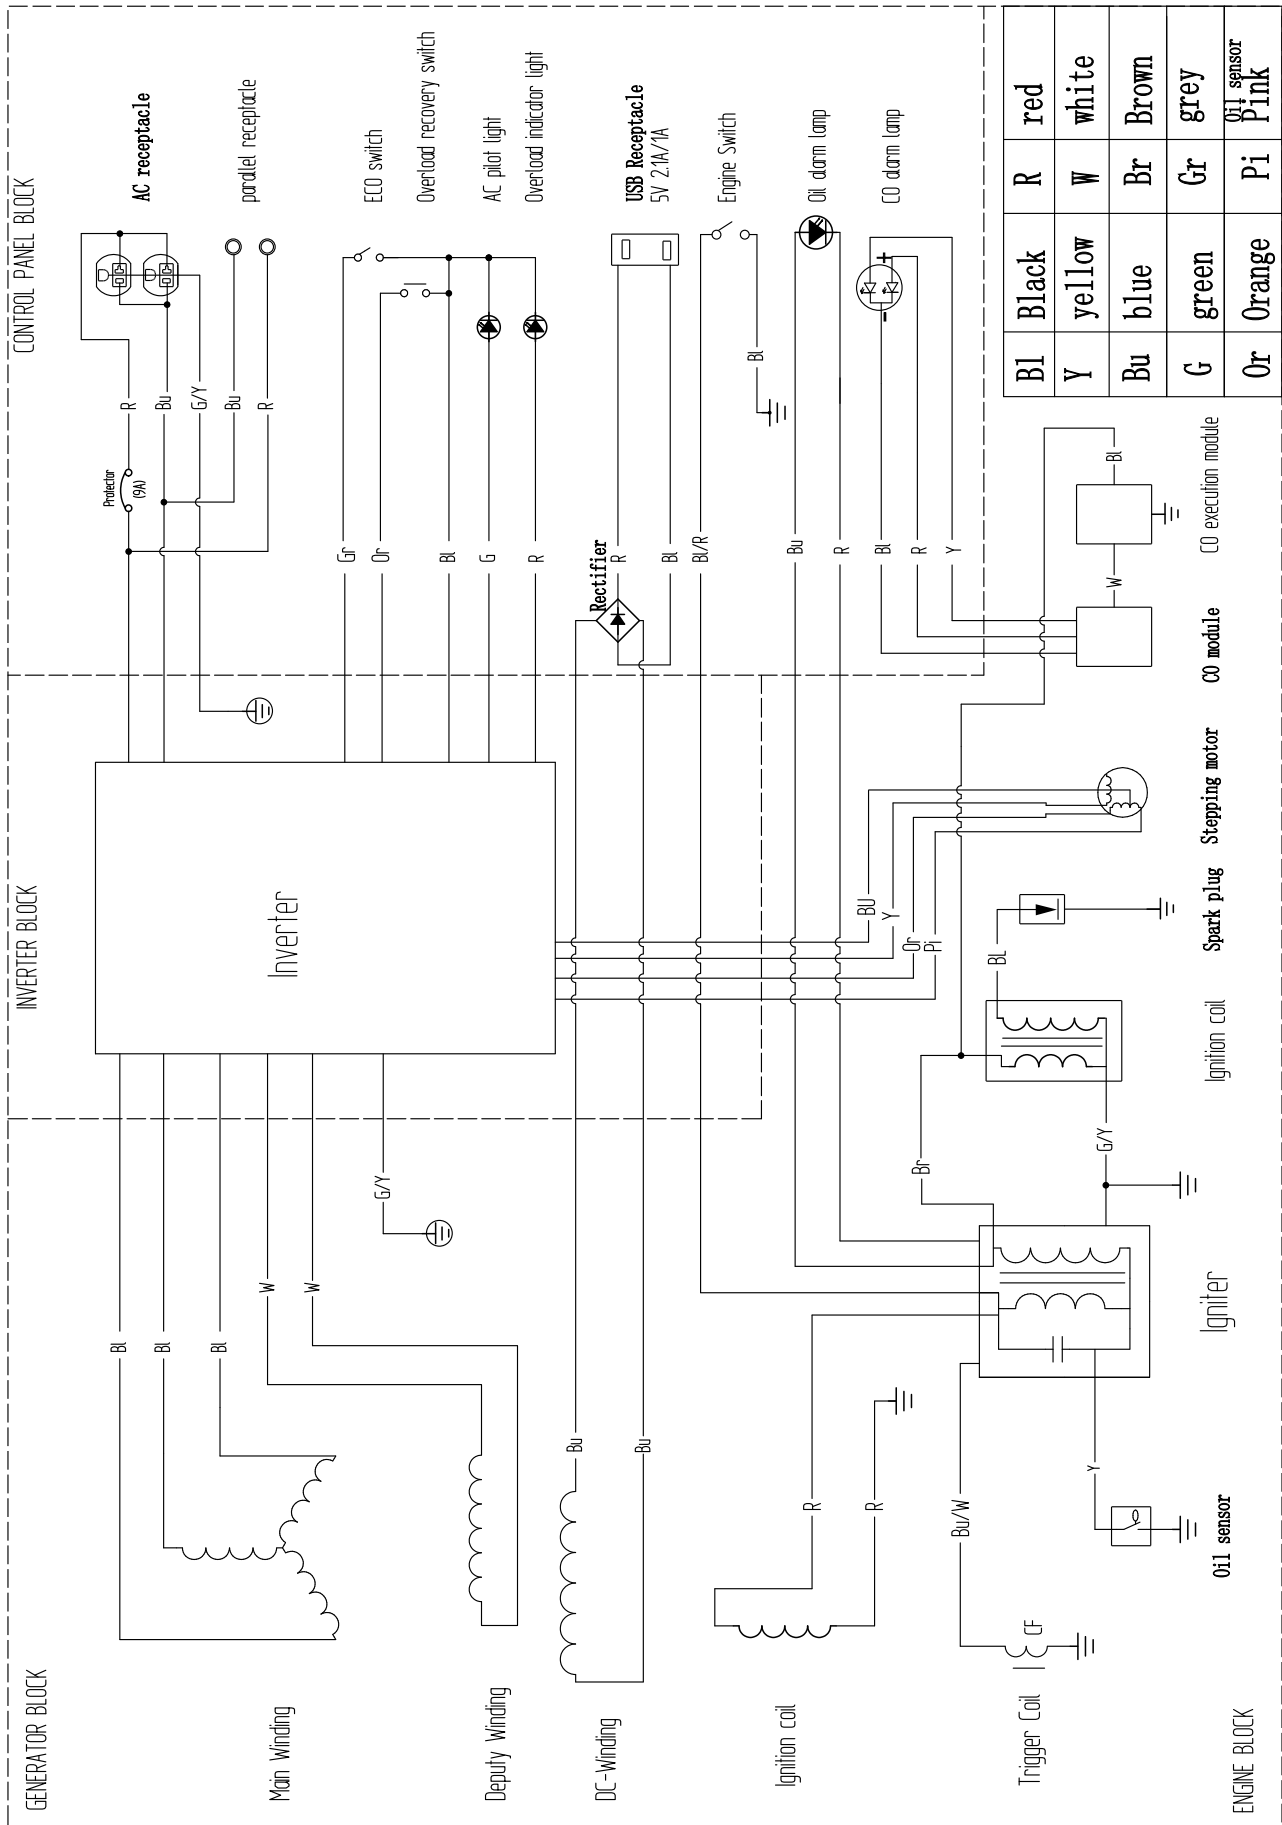 GENERATOR BLOCK
INVERTER BLOCK
CONTROL PANEL BLOCK
ENGINE BLOCK
Main Winding
Deputy Winding
DC-Winding
Ignition coil
Trigger Coil
CF
Bl
Bl
Bl
W
W
G/Y
Bu
Bu
R
R
Bu/W
Y
Oil sensor
Igniter
Inverter
Br
G/Y
Ignition coil
BL
Spark plug
Stepping motor
BU
Y
Or
Pi
CO module
W
CO execution module
Bl
Protector
(9A)
R
Bu
G/Y
Bu
R
AC receptacle
parallel receptacle
Gr
Or
Bl
G
R
ECO switch
Overload recovery switch
AC pilot light
Overload indicator light
Rectifier
R
Bl
USB Receptacle
5V 2.1A/1A
Bl/R
Bl
Engine Switch
Bu
R
Oil alarm lamp
Bl
R
Y
+
-
CO alarm lamp
Bl Black R red
Y yellow W white
Bu blue Br Brown
G green Gr grey
Oil sensor
Or Orange Pi Pink